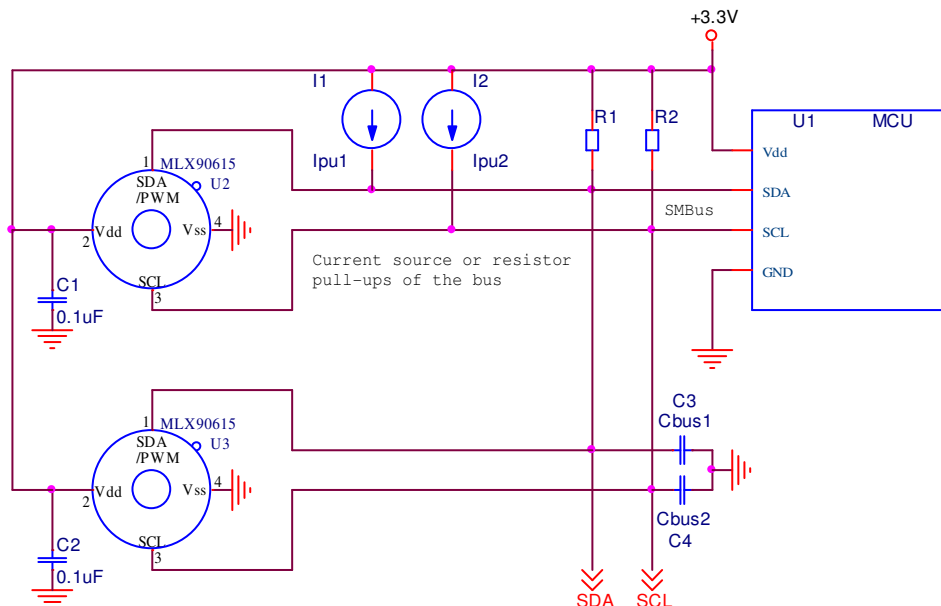 +3.3V
I1
I2
R1
R2
U1
MCU
1
MLX90615
U2
Ipu1
Ipu2
Vdd
SDA
/PWM
SDA
Vdd
Vss
4
2
SMBus
SCL
SCL
3
Current source or resistor
pull-ups of the bus
GND
C1
0.1uF
1
MLX90615
U3
C3
Cbus1
SDA
/PWM
Vdd
Vss
4
2
Cbus2
C4
SCL
3
C2
0.1uF
SDA
SCL